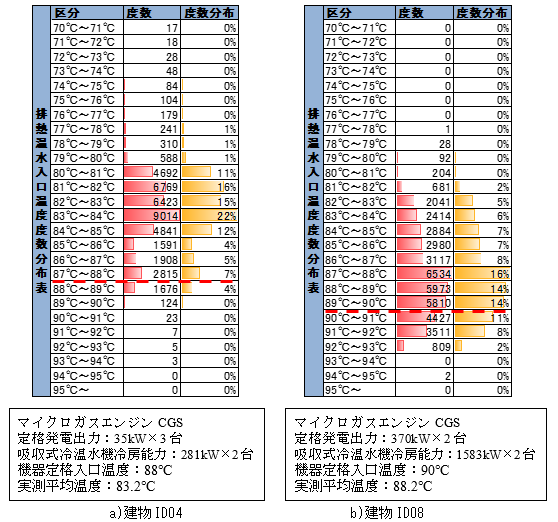 区分 度数 度数分布
70℃～71℃ 17 0%
71℃～72℃ 18 0%
72℃～73℃ 28 0%
73℃～74℃ 48 0%
74℃～75℃ 84 0%
75℃～76℃ 104 0%
76℃～77℃ 179 0%
77℃～78℃ 241 1%
78℃～79℃ 310 1%
79℃～80℃ 588 1%
80℃～81℃ 4692 11%
81℃～82℃ 6769 16%
82℃～83℃ 6423 15%
83℃～84℃ 9014 22%
84℃～85℃ 4841 12%
85℃～86℃ 1591 4%
86℃～87℃ 1908 5%
87℃～88℃ 2815 7%
88℃～89℃ 1676 4%
89℃～90℃ 124 0%
90℃～91℃ 23 0%
91℃～92℃ 7 0%
92℃～93℃ 5 0%
93℃～94℃ 3 0%
94℃～95℃ 0 0%
95℃～ 0 0%
排熱温水入口温度度数分布表
マイクロガスエンジン CGS
定格発電出力：35kW×3台
吸収式冷温水機冷房能力：281kW×2台
機器定格入口温度：88℃
実測平均温度：83.2℃
a)建物ID04
区分 度数 度数分布
70℃～71℃ 0 0%
71℃～72℃ 0 0%
72℃～73℃ 0 0%
73℃～74℃ 0 0%
74℃～75℃ 0 0%
75℃～76℃ 0 0%
76℃～77℃ 0 0%
77℃～78℃ 1 0%
78℃～79℃ 28 0%
79℃～80℃ 92 0%
80℃～81℃ 204 0%
81℃～82℃ 681 2%
82℃～83℃ 2041 5%
83℃～84℃ 2414 6%
84℃～85℃ 2884 7%
85℃～86℃ 2980 7%
86℃～87℃ 3117 8%
87℃～88℃ 6534 16%
88℃～89℃ 5973 14%
89℃～90℃ 5810 14%
90℃～91℃ 4427 11%
91℃～92℃ 3511 8%
92℃～93℃ 809 2%
93℃～94℃ 0 0%
94℃～95℃ 2 0%
95℃～ 0 0%
排熱温水入口温度度数分布表
マイクロガスエンジン CGS
定格発電出力：370kW×2台
吸収式冷温水機冷房能力：1583kW×2台
機器定格入口温度：90℃
実測平均温度：88.2℃
b)建物ID08